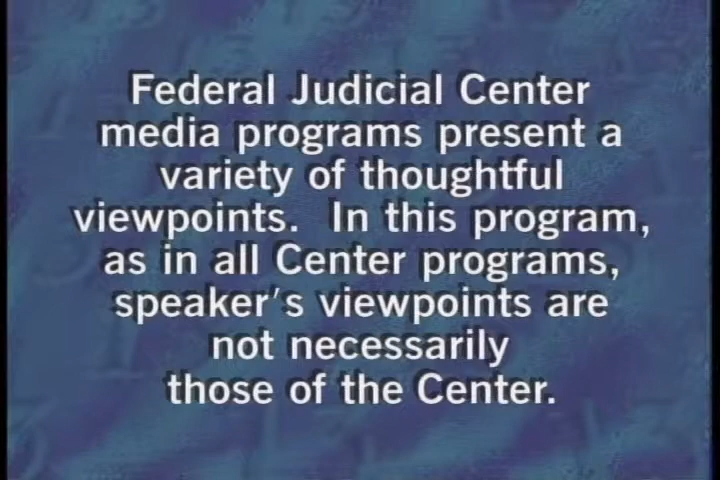 Federal Judicial Center
media programs present a
variety of thoughtful
viewpoints.  In this program,
as in all Center programs,
speaker's viewpoints are
not necessarily
those of the Center.